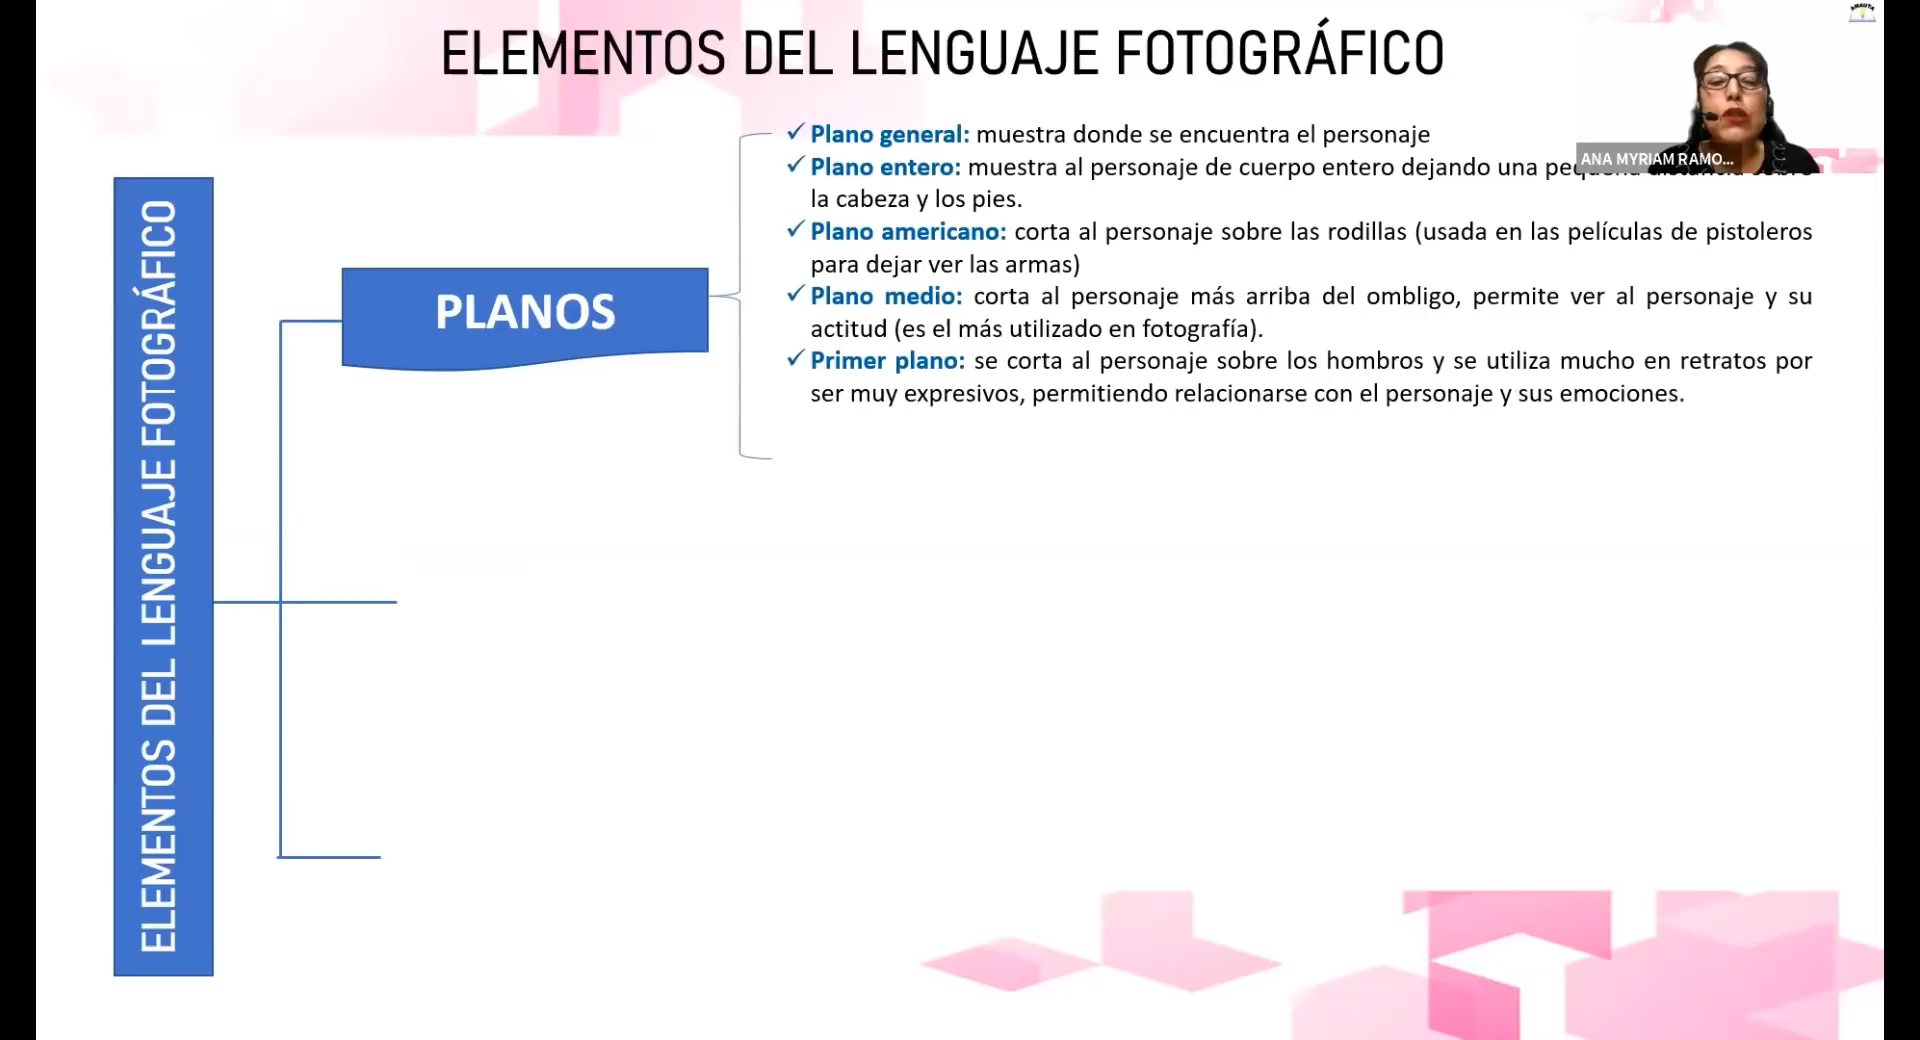 ELEMENTOS DEL LENGUAJE FOTOGRÁFICO
AMAUTA
ANA MYRIAM RAMO...
ELEMENTOS DEL LENGUAJE FOTOGRÁFICO
PLANOS
✓ Plano general: muestra donde se encuentra el personaje
✓ Plano entero: muestra al personaje de cuerpo entero dejando una
la cabeza y los pies.
✓ Plano americano: corta al personaje sobre las rodillas (usada en las películas de pistoleros
para dejar ver las armas)
✓ Plano medio: corta al personaje más arriba del ombligo, permite ver al personaje y su
actitud (es el más utilizado en fotografía).
✓ Primer plano: se corta al personaje sobre los hombros y se utiliza mucho en retratos por
ser muy expresivos, permitiendo relacionarse con el personaje y sus emociones.